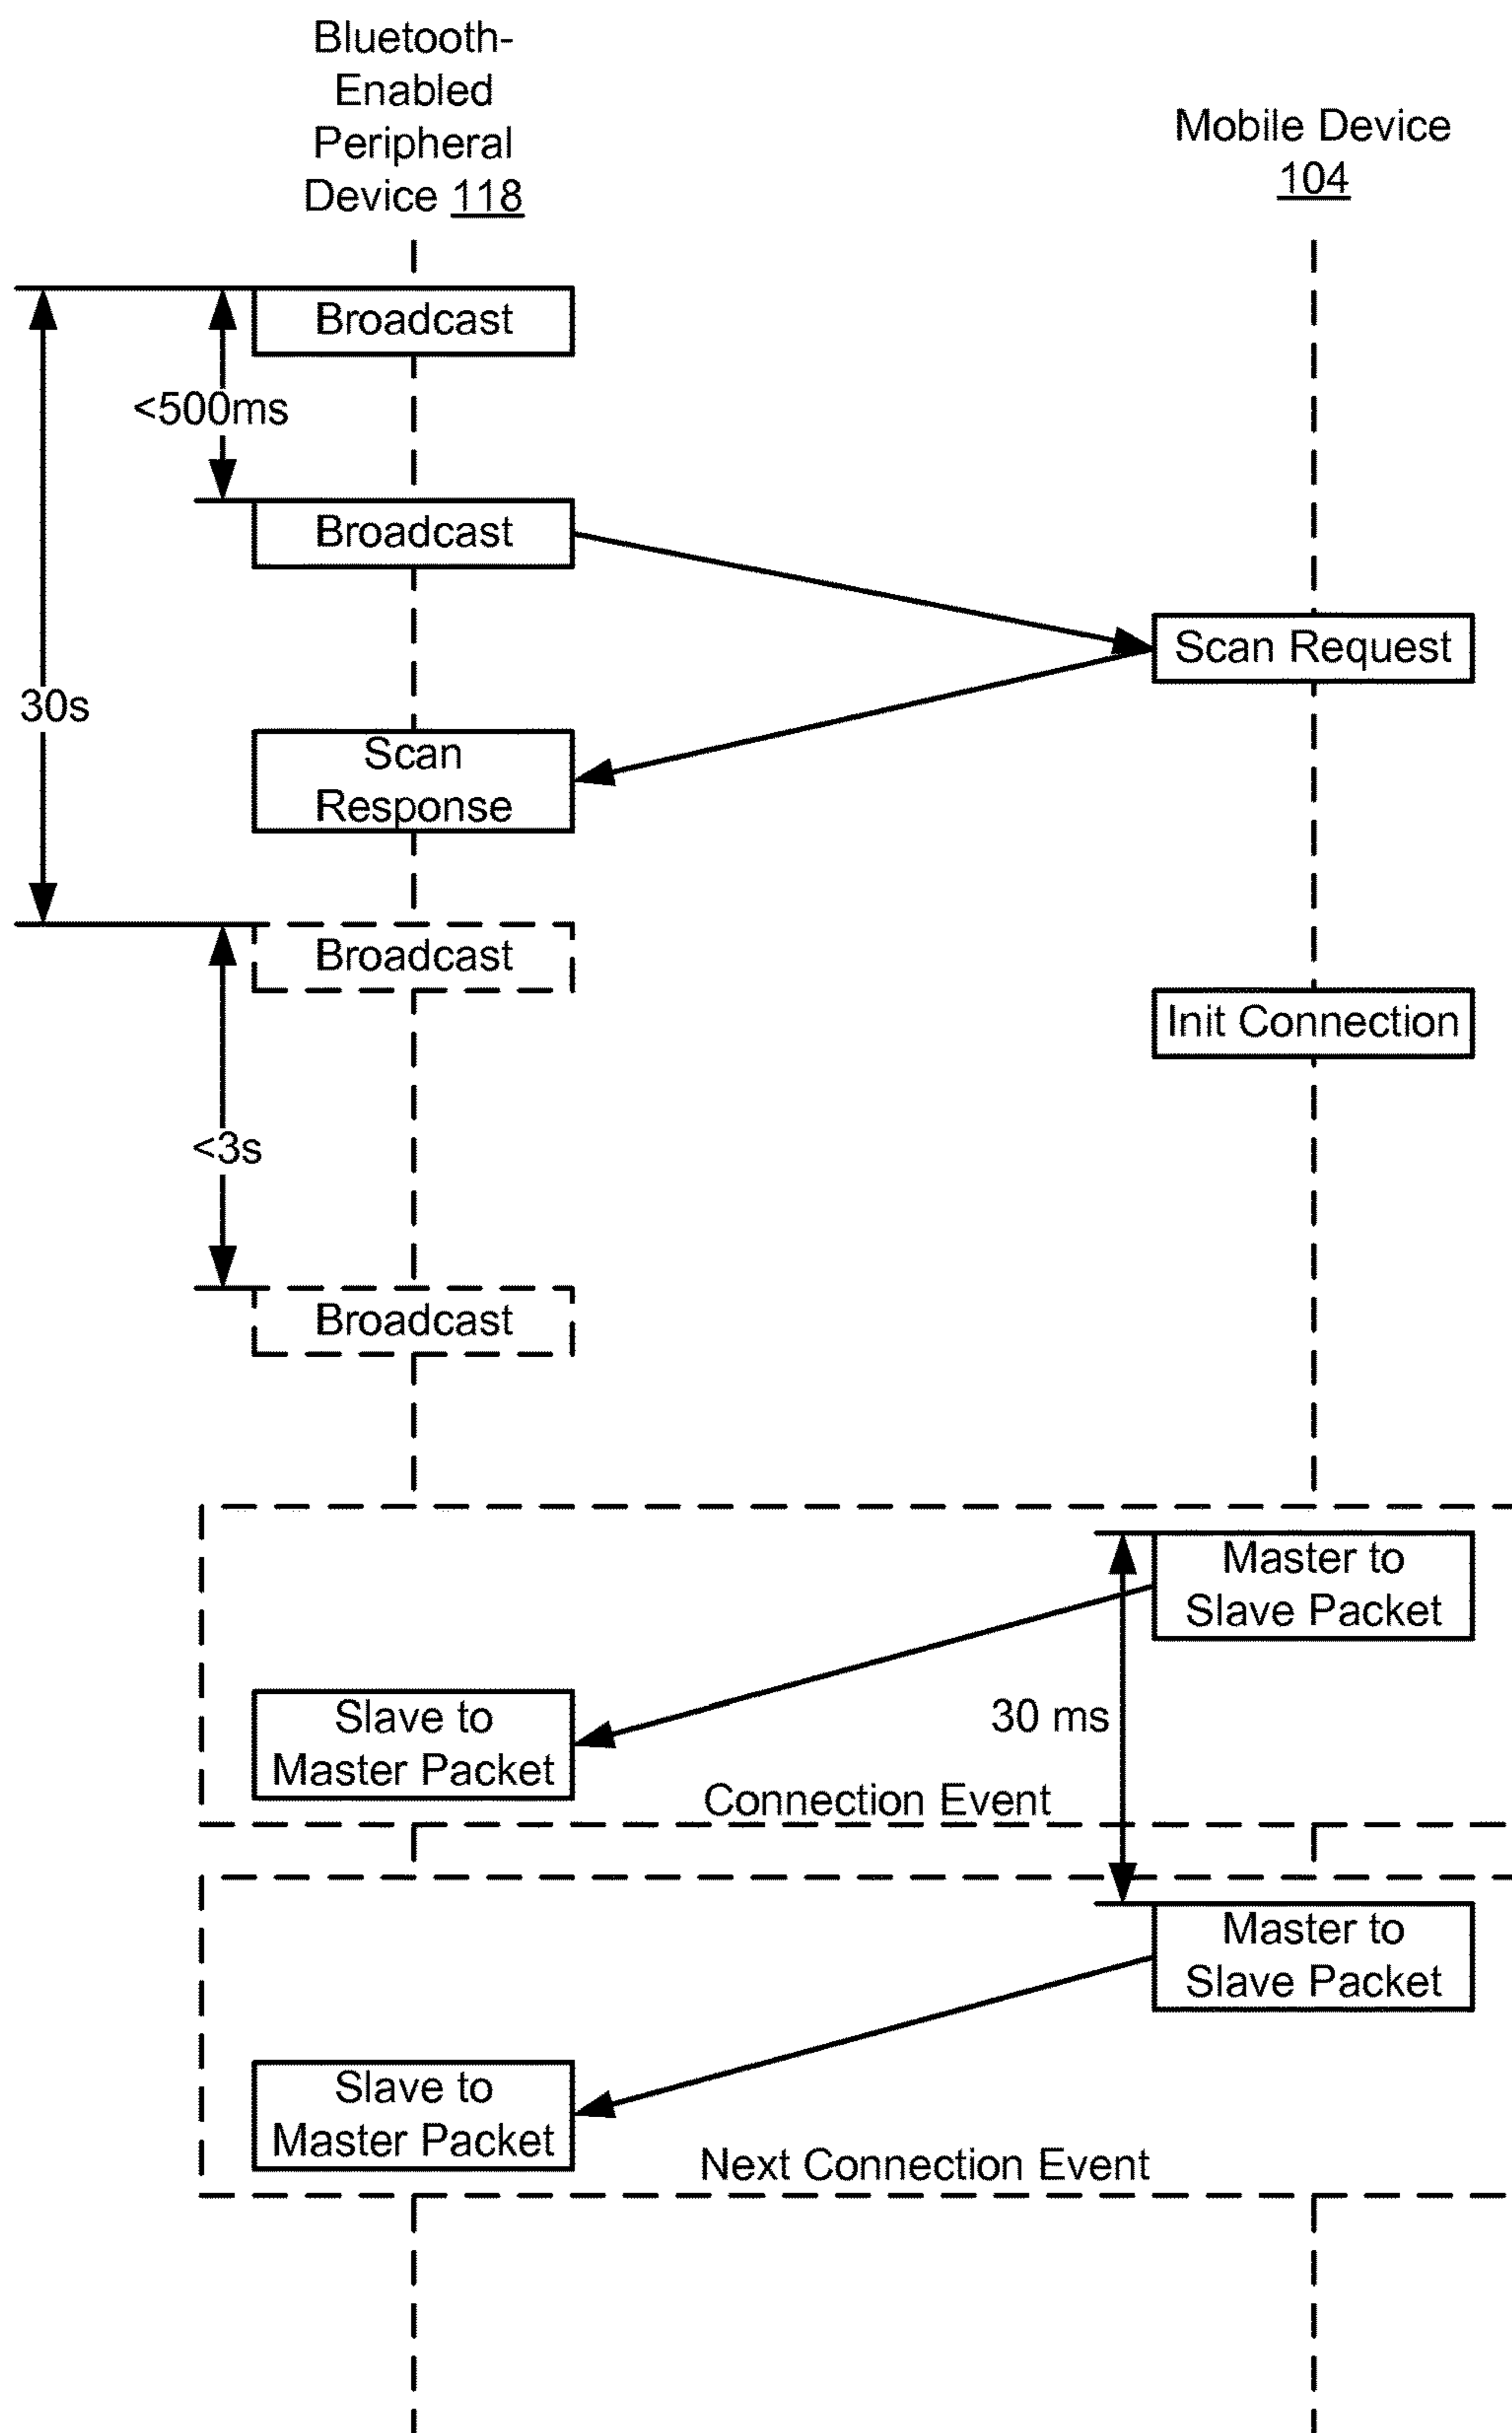 Bluetooth-
Enabled
Peripheral
Device 118
Mobile Device
104
Broadcast
<500ms
Broadcast
Scan Request
30s
Scan
Response
Broadcast
Init Connection
<3s
Broadcast
Master to
Slave Packet
Slave to
Master Packet
30 ms
Connection Event
Master to
Slave Packet
Slave to
Master Packet
Next Connection Event